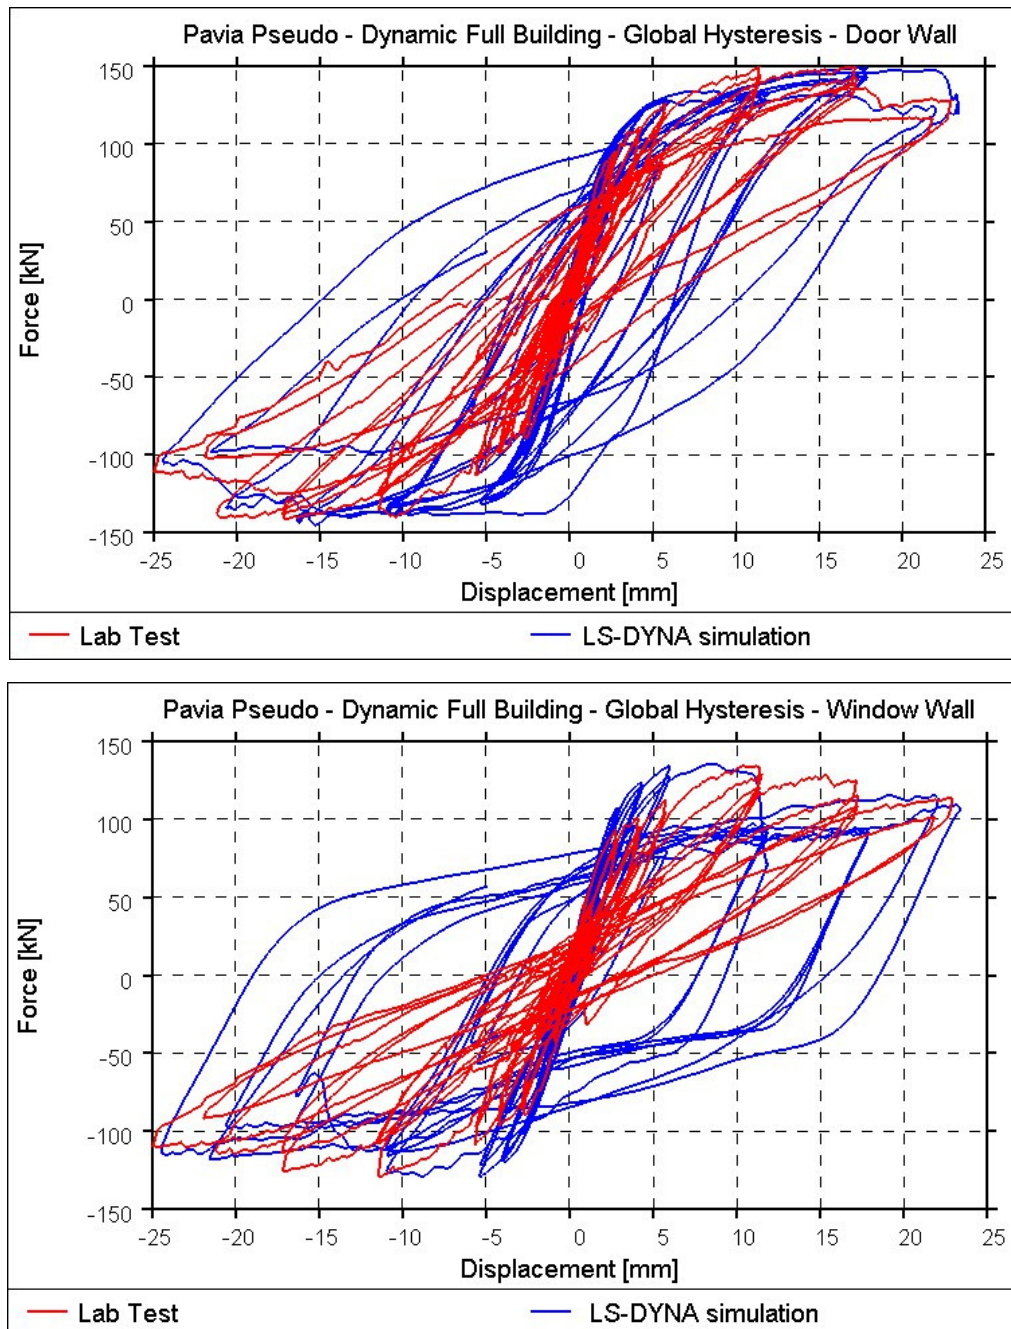 Pavia Pseudo - Dynamic Full Building - Global Hysteresis - Door Wall
150
100
50
0
-50
-100
-150
Force [kN]
-25 -20 -15 -10 -5 0 5 10 15 20 25
Displacement [mm]
Lab Test LS-DYNA simulation
Pavia Pseudo - Dynamic Full Building - Global Hysteresis - Window Wall
150
100
50
0
-50
-100
-150
Force [kN]
-25 -20 -15 -10 -5 0 5 10 15 20 25
Displacement [mm]
Lab Test LS-DYNA simulation